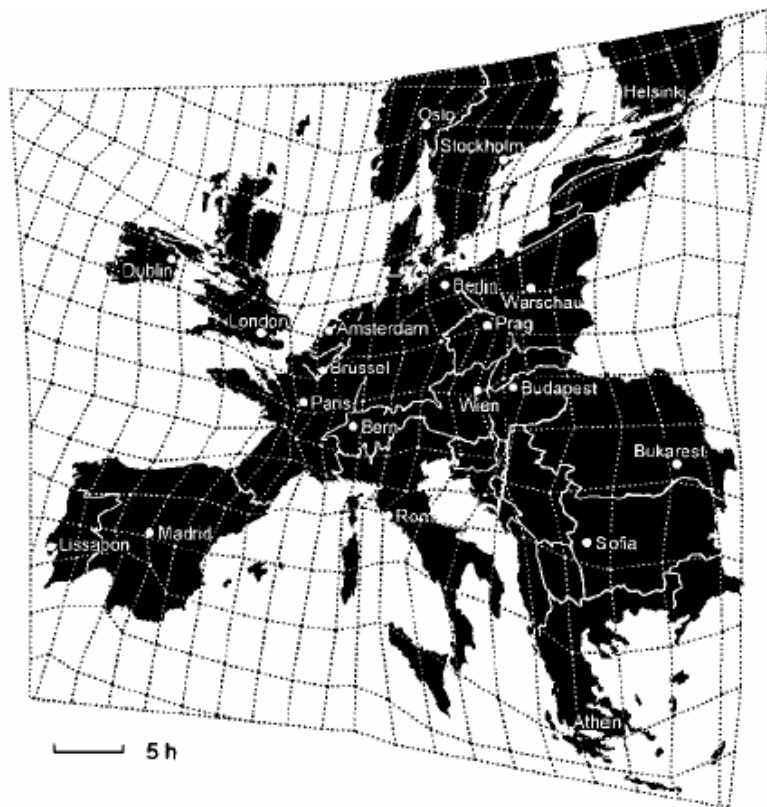 Helsinki
Oslo
Stockholm
Dublin
Berlin
Warschau
London
Amsterdam
Prag
Brüssel
Paris
Wien
Budapest
Bern
Bukarest
Rom
Lissabon
Madrid
Sofia
Athen
5 h